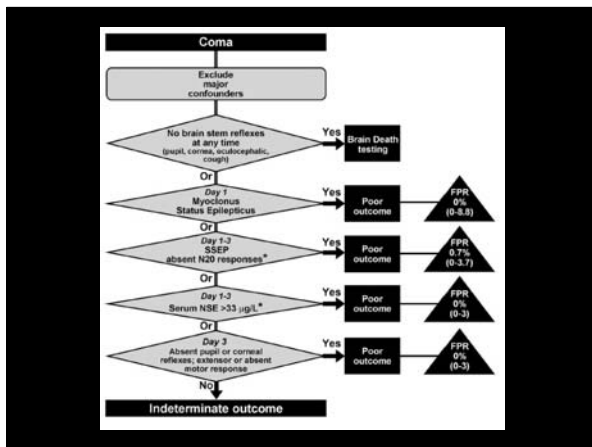 Coma
Exclude
major
confounders
No brain stem reflexes
at any time
(pupil, cornea, oculocephalic,
cough)
Yes
Brain Death
testing
Or
Day 1
Myoclonus
Status Epilepticus
Yes
Poor
outcome
FPR
0%
(0-8.8)
Or
Day 1-3
SSEP
absent N20 responses*
Yes
Poor
outcome
FPR
0.7%
(0-3.7)
Or
Day 1-3
Serum NSE >33 µg/L*
Yes
Poor
outcome
FPR
0%
(0-3)
Or
Day 3
Absent pupil or corneal
reflexes; extensor or absent
motor response
Yes
Poor
outcome
FPR
0%
(0-3)
No
Indeterminate outcome